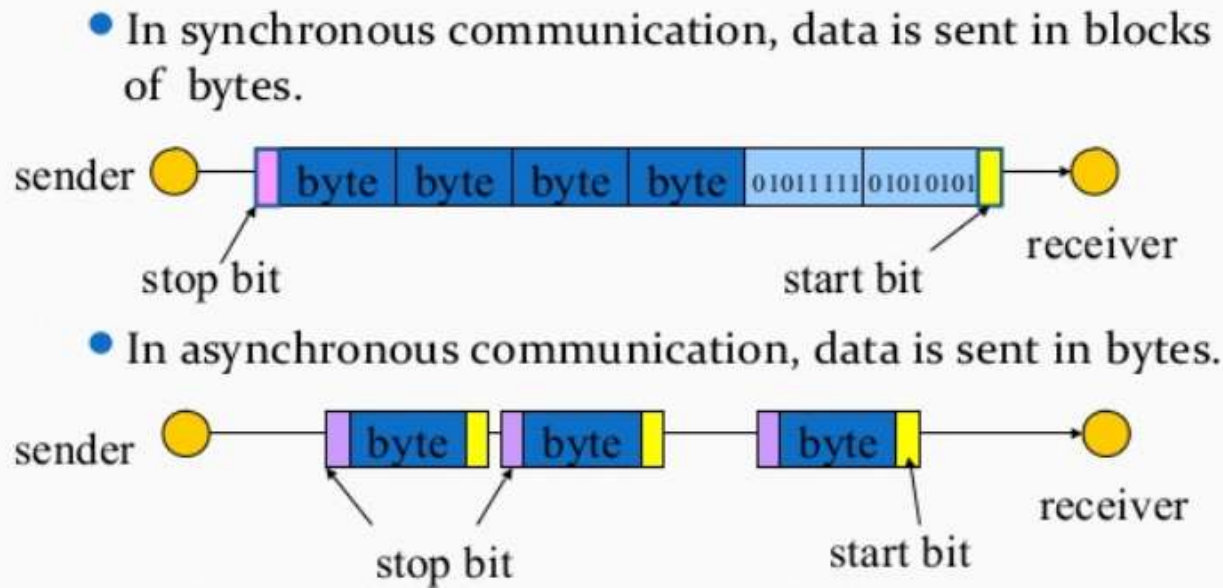 In synchronous communication, data is sent in blocks
of bytes.
sender
byte byte byte byte 01011111 01010101
receiver
stop bit
start bit
In asynchronous communication, data is sent in bytes.
sender
byte byte byte
receiver
stop bit
start bit